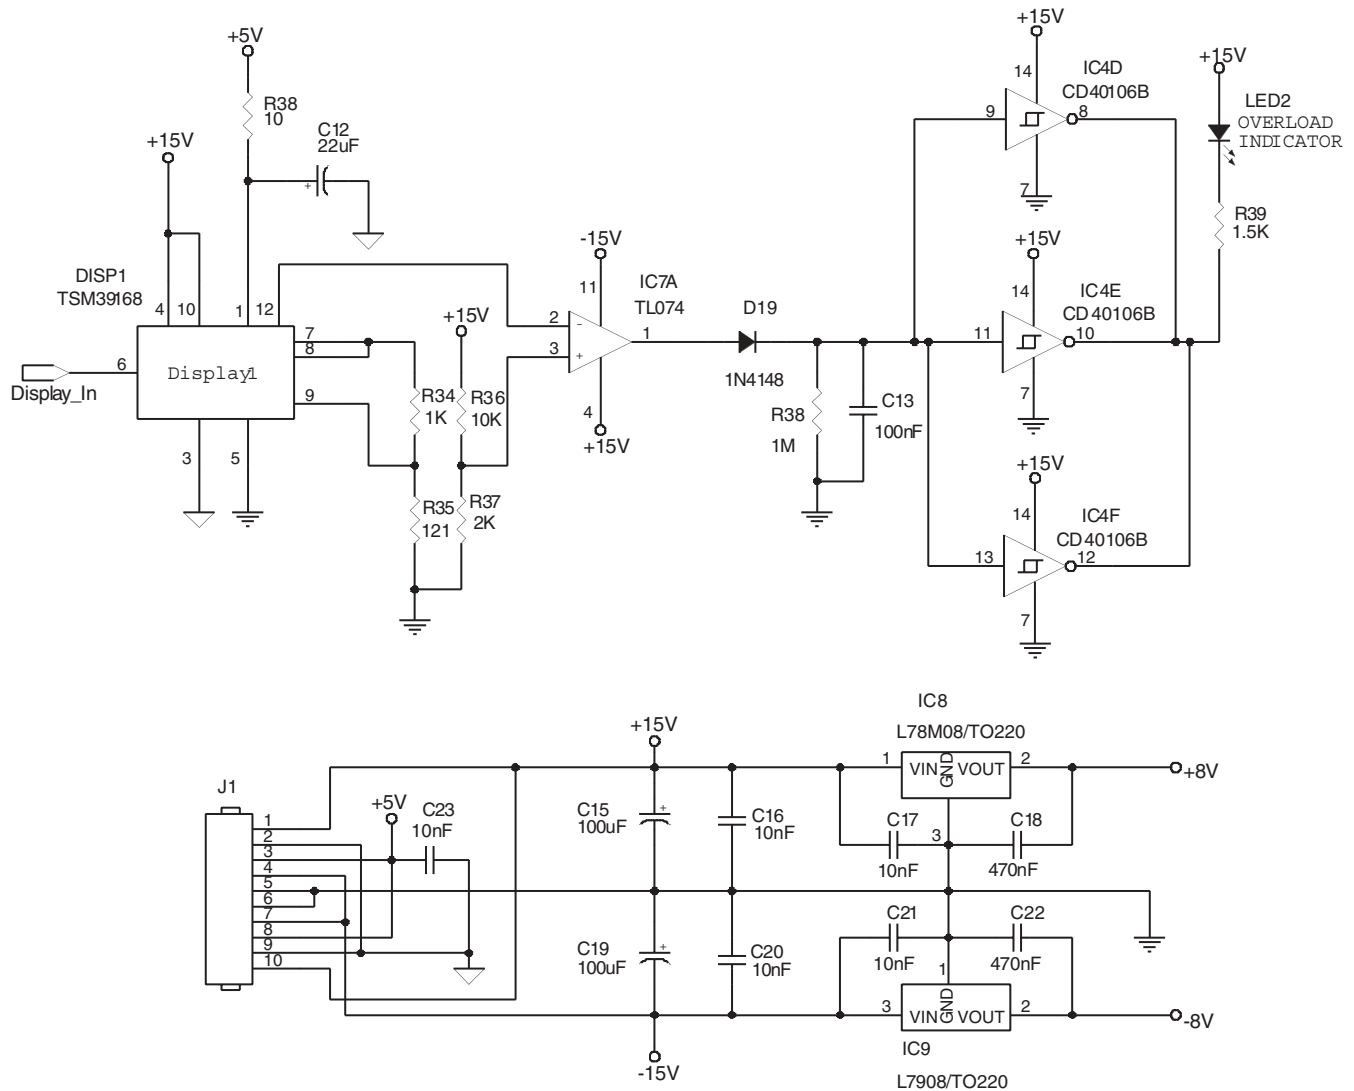 +5V
R38
10
C12
22uF
+
+15V
DISP1
TSM39168
4
10
1
12
6
Display_In
Display1
7
8
9
3
5
R34
1K
R35
121
+15V
R36
10K
R37
2K
-15V
11
IC7A
TL074
2
-
3
+
1
4
+15V
D19
1N4148
R38
1M
C13
100nF
+15V
14
IC4D
CD40106B
9
8
7
+15V
14
IC4E
CD40106B
11
10
7
+15V
14
IC4F
CD40106B
13
12
7
+15V
LED2
OVERLOAD
INDICATOR
R39
1.5K
J1
1
2
3
4
5
6
7
8
9
10
+5V
C23
10nF
+15V
C15
100uF
+
C16
10nF
IC8
L78M08/TO220
1
VIN
GND
VOUT
2
+8V
C17
10nF
3
C18
470nF
C19
100uF
+
C20
10nF
C21
10nF
1
C22
470nF
3
VIN
GND
VOUT
2
-8V
IC9
L7908/TO220
-15V